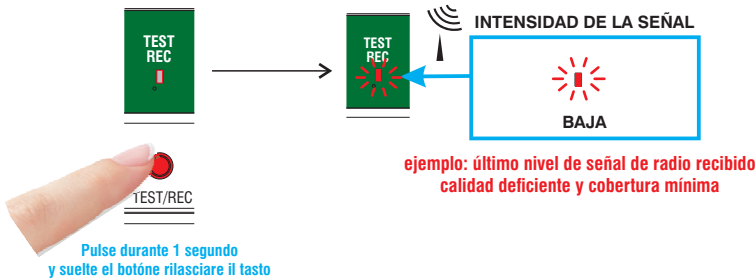 TEST
REC
TEST/REC
Pulse durante 1 segundo
y suelte el botóne rilasciare il tasto
TEST
REC
INTENSIDAD DE LA SEÑAL
BAJA
ejemplo: último nivel de señal de radio recibido
calidad deficiente y cobertura mínima